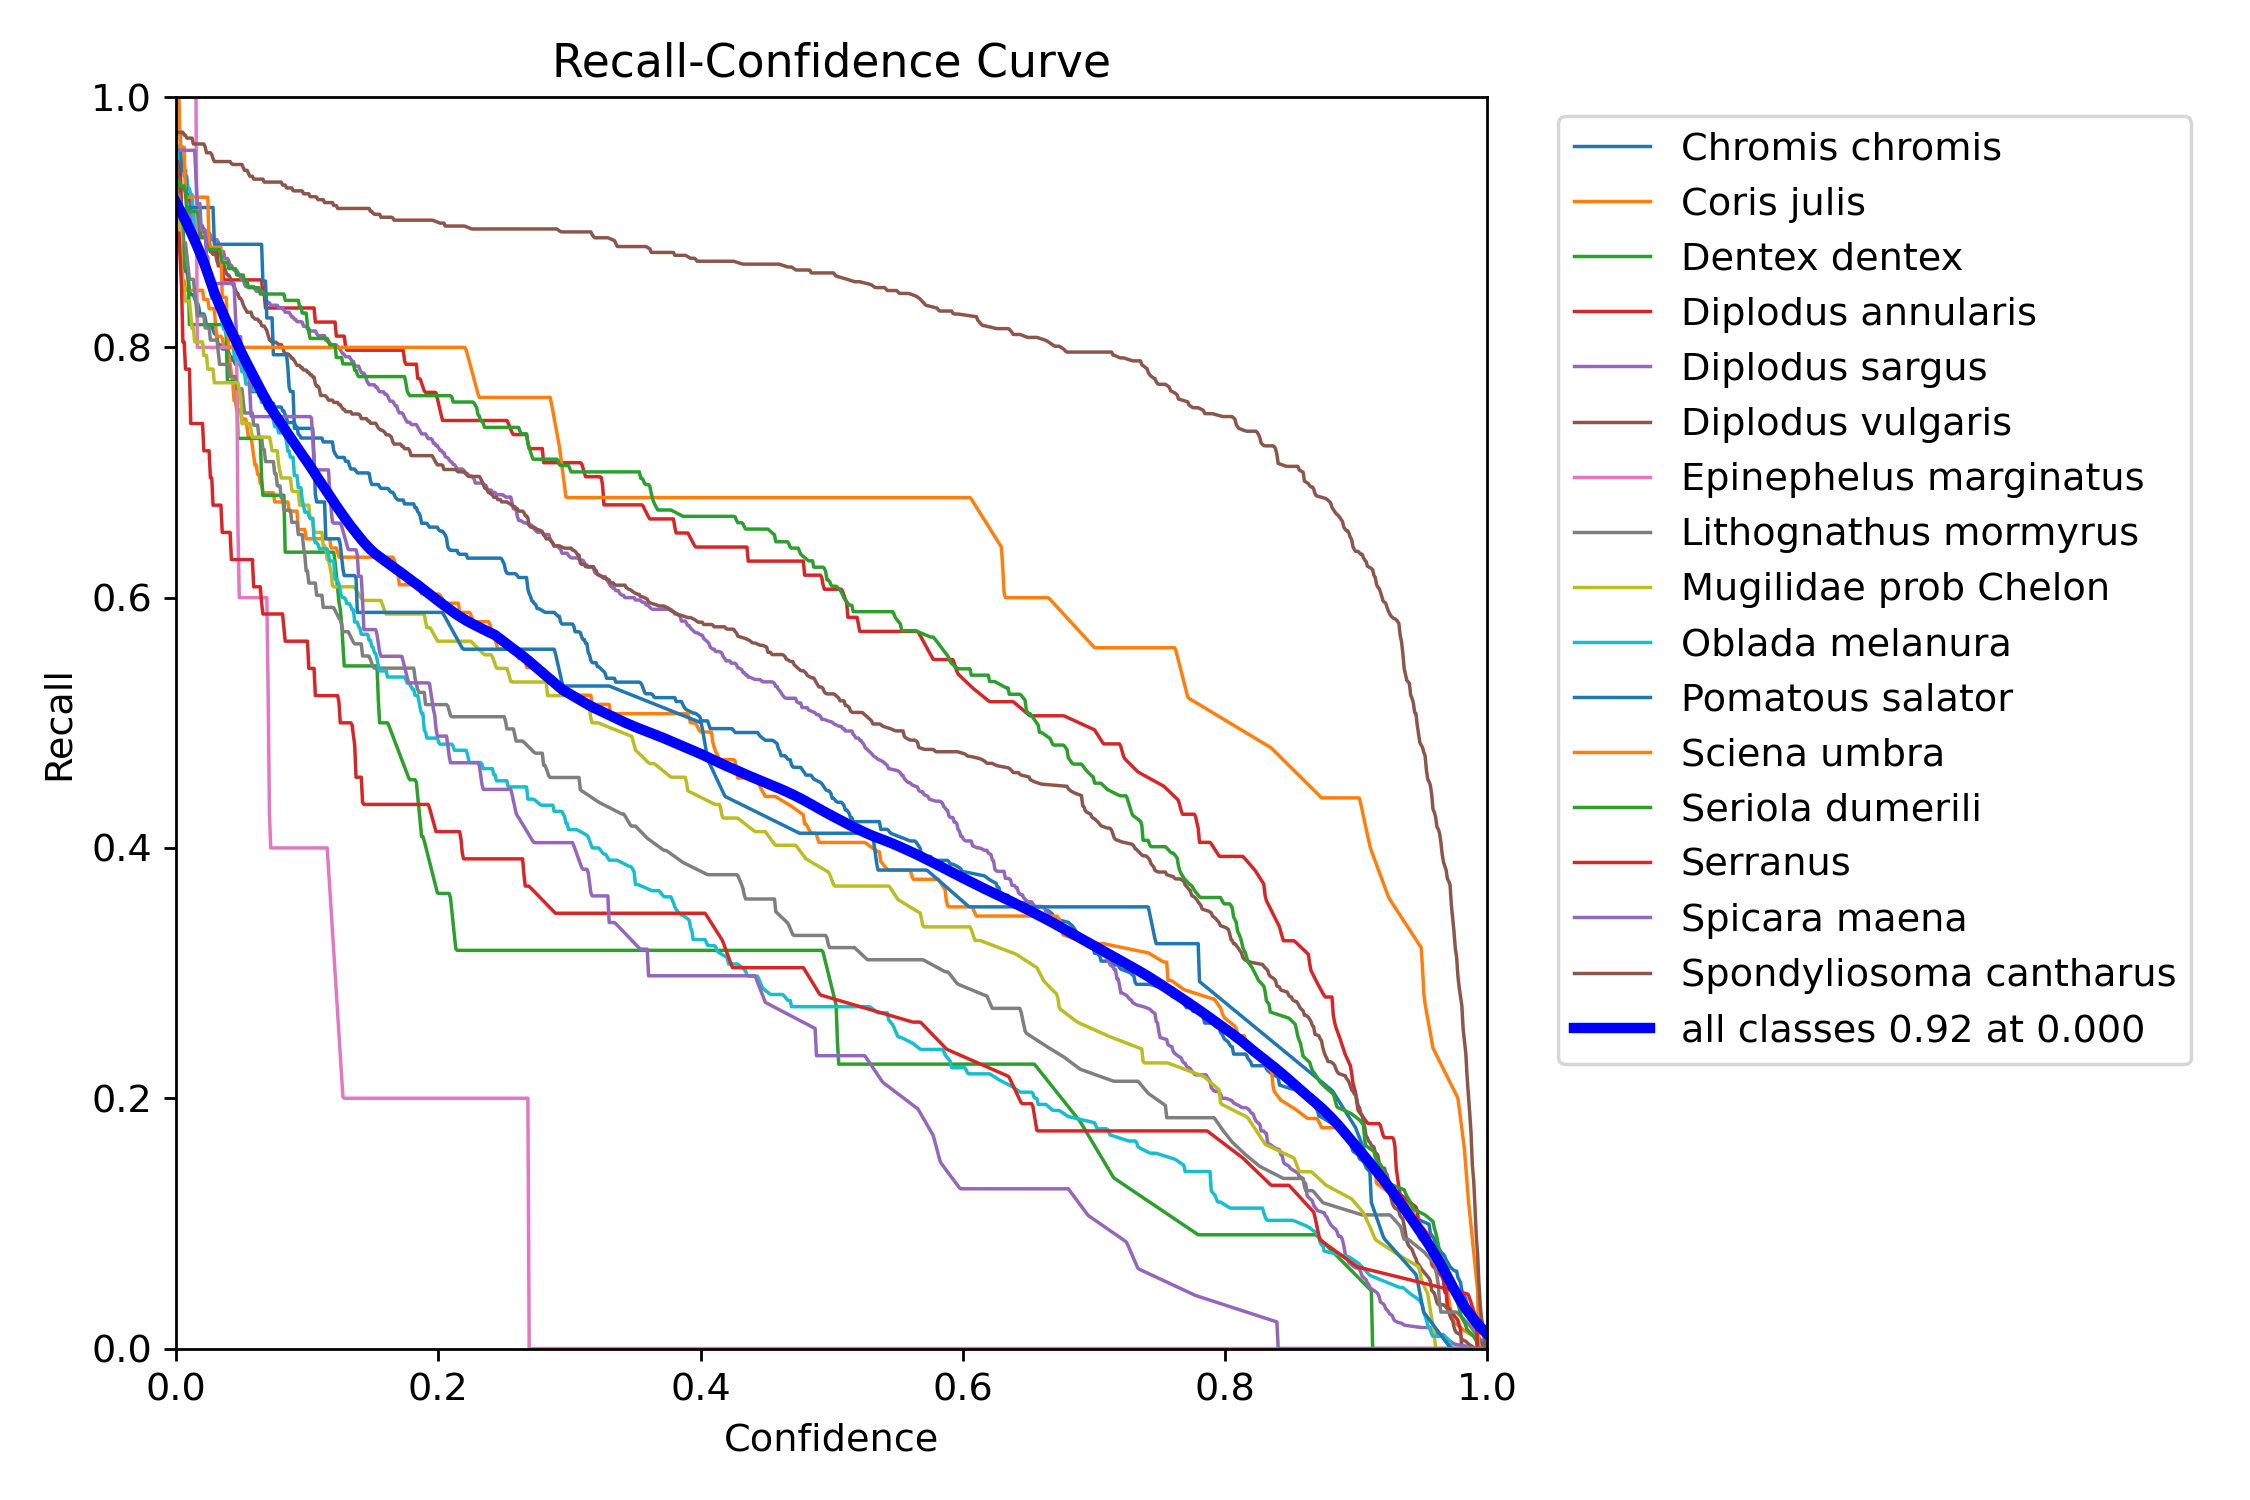 Recall-Confidence Curve
1.0
0.8
0.6
0.4
0.2
0.0
Recall
0.0 0.2 0.4 0.6 0.8 1.0
Confidence
Chromis chromis
Coris julis
Dentex dentex
Diplodus annularis
Diplodus sargus
Diplodus vulgaris
Epinephelus marginatus
Lithognathus mormyrus
Mugilidae prob Chelon
Oblada melanura
Pomatous salator
Sciena umbra
Seriola dumerili
Serranus
Spicara maena
Spondyliosoma cantharus
all classes 0.92 at 0.000